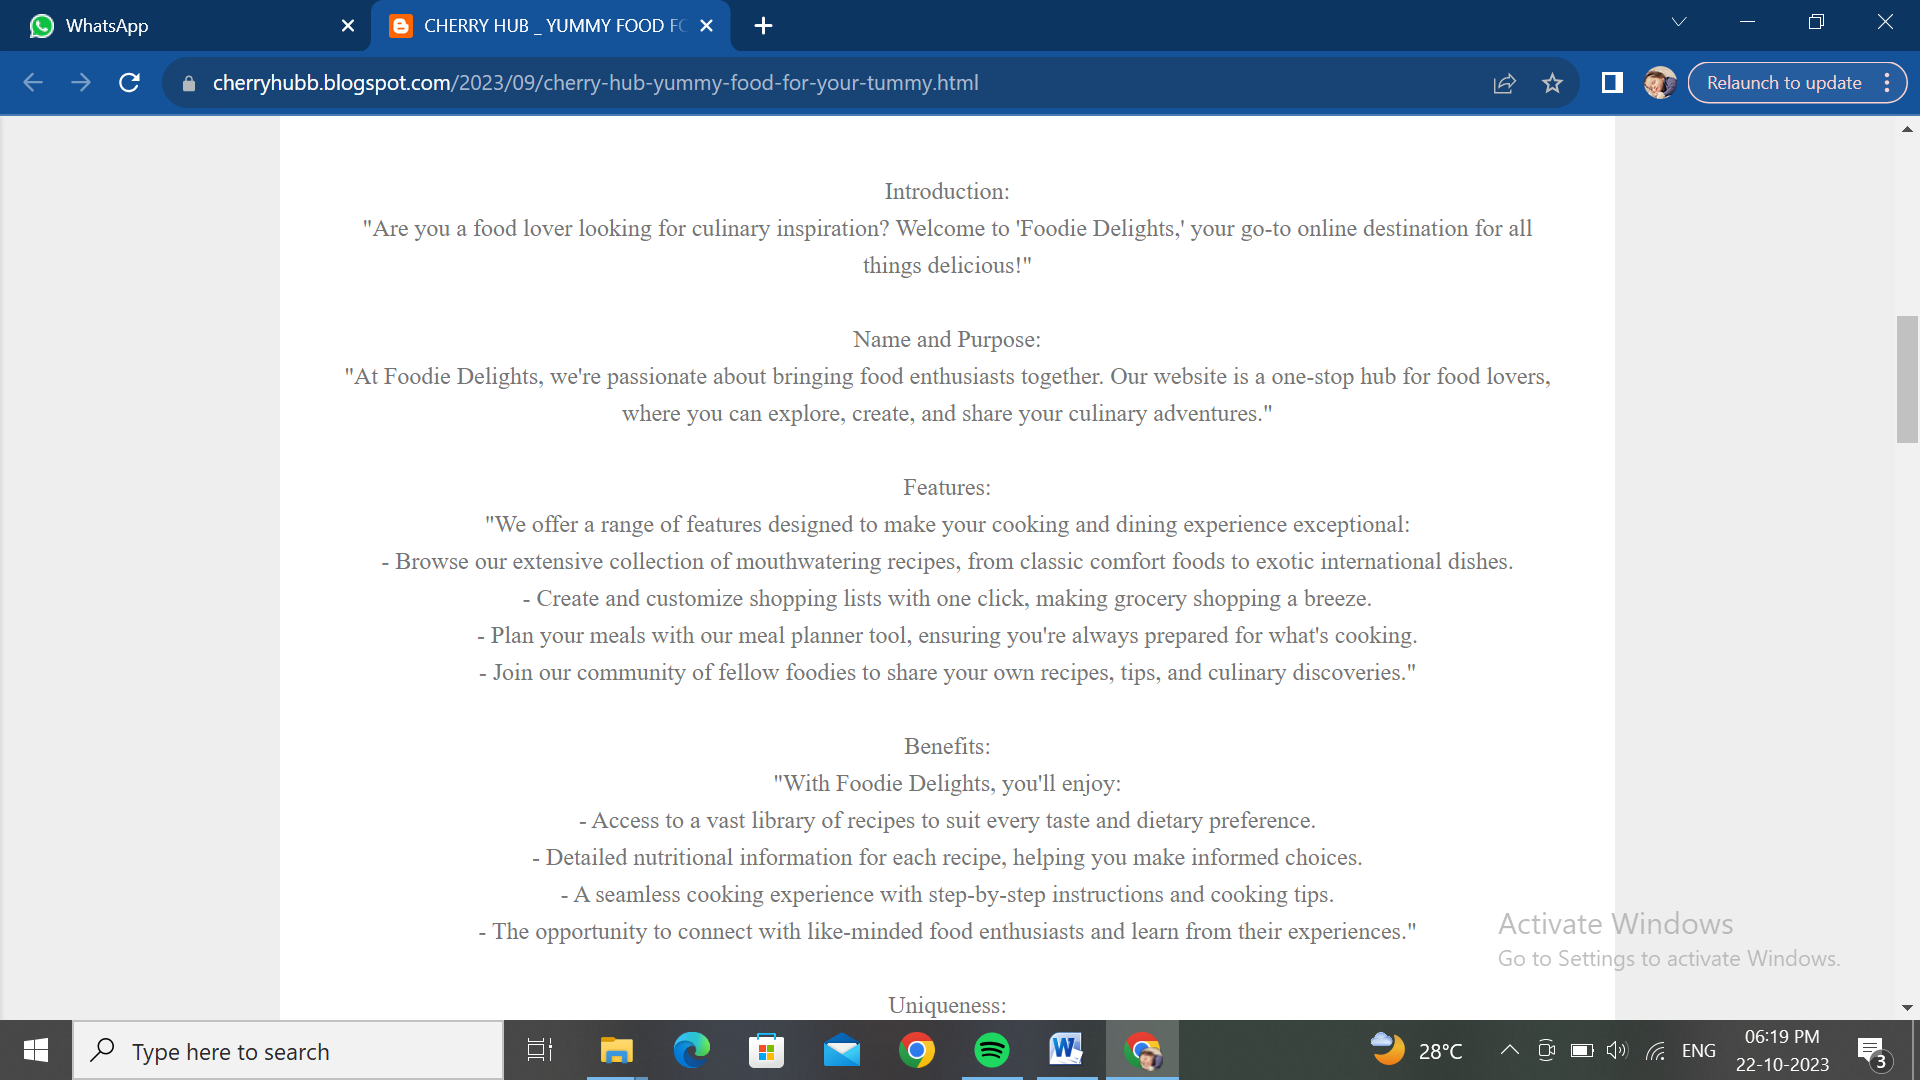 WhatsApp
CHERRY HUB _ YUMMY FOOD FO
cherryhubb.blogspot.com/2023/09/cherry-hub-yummy-food-for-your-tummy.html
Relaunch to update
Introduction:
"Are you a food lover looking for culinary inspiration? Welcome to 'Foodie Delights,' your go-to online destination for all
things delicious!"
Name and Purpose:
"At Foodie Delights, we're passionate about bringing food enthusiasts together. Our website is a one-stop hub for food lovers,
where you can explore, create, and share your culinary adventures."
Features:
"We offer a range of features designed to make your cooking and dining experience exceptional:
- Browse our extensive collection of mouthwatering recipes, from classic comfort foods to exotic international dishes.
- Create and customize shopping lists with one click, making grocery shopping a breeze.
- Plan your meals with our meal planner tool, ensuring you're always prepared for what's cooking.
- Join our community of fellow foodies to share your own recipes, tips, and culinary discoveries."
Benefits:
"With Foodie Delights, you'll enjoy:
- Access to a vast library of recipes to suit every taste and dietary preference.
- Detailed nutritional information for each recipe, helping you make informed choices.
- A seamless cooking experience with step-by-step instructions and cooking tips.
- The opportunity to connect with like-minded food enthusiasts and learn from their experiences."
Uniqueness:
Activate Windows
Go to Settings to activate Windows.
Type here to search
W
28°C
ENG
06:19 PM
22-10-2023
3